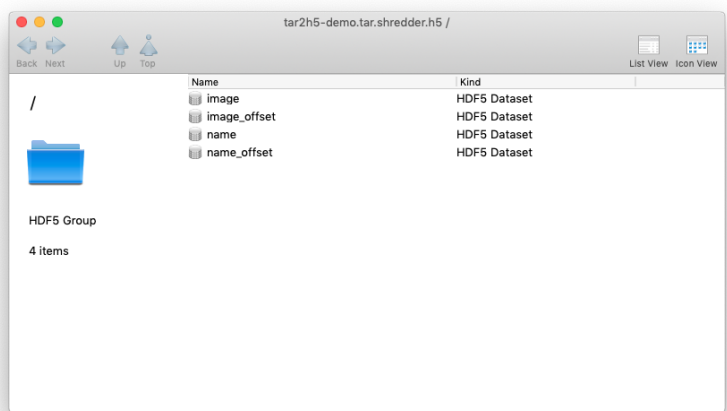 tar2h5-demo.tar.shredder.h5 /
Back Next Up Top List View Icon View
Name Kind
/
image HDF5 Dataset
image_offset HDF5 Dataset
name HDF5 Dataset
name_offset HDF5 Dataset
HDF5 Group
4 items